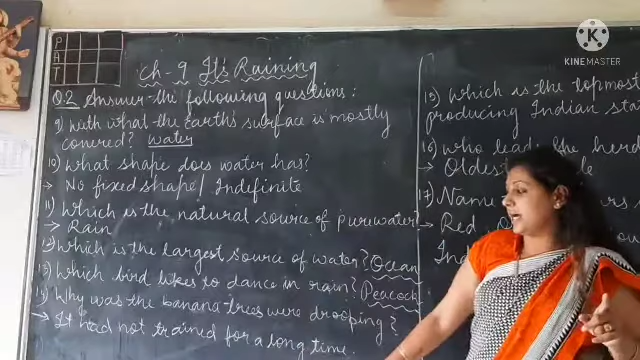 KINEMASTER
P
A
T
Ch-9 It's Raining
Q.2 Answer the following questions:
9) With what the earth's surface is mostly
covered? water
10) What shape does water has?
→ No fixed shape/Indefinite
11) Which is the natural source of purewater?
→ Rain
12) Which is the largest source of water? Ocean
13) Which bird likes to dance in rain? Peacock
14) Why was the banana trees were drooping?
→ It had not trained for a long time.
15) Which is the topmost
producing Indian sta
16) Who leads the herd
→ Oldest
17) Name
→ Red,
Ind